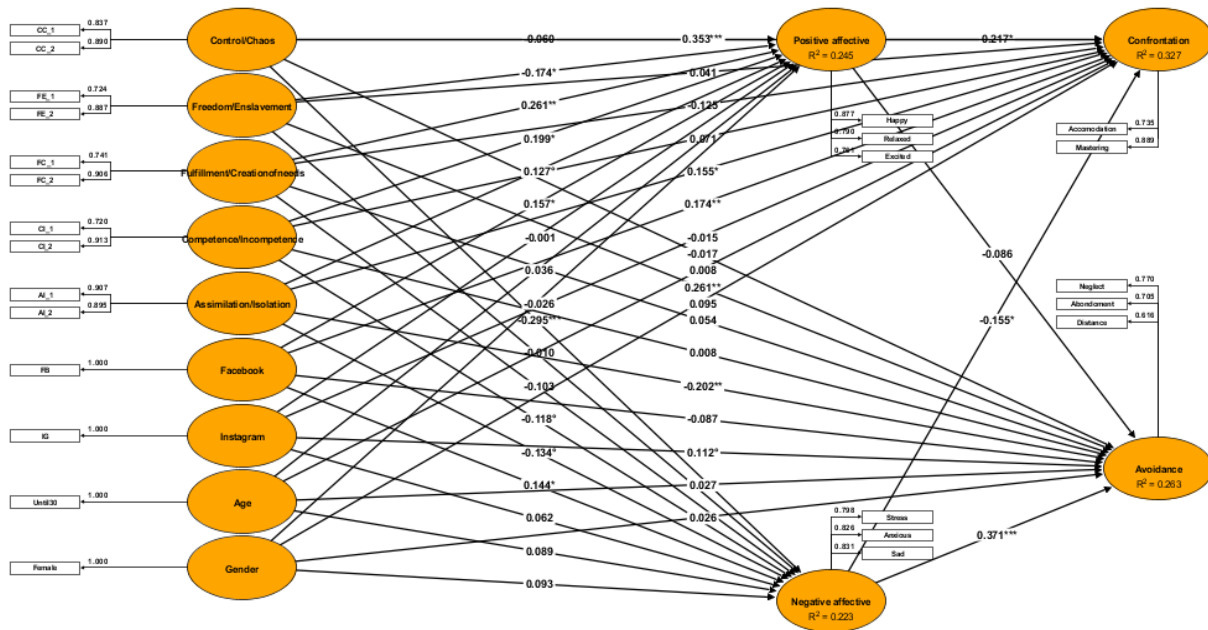 CC_1
0.837
CC_2
0.890
Control/Chaos
-0.060
0.353***
Positive affective
R² = 0.245
0.217*
Confrontation
R² = 0.327
FE_1
0.724
FE_2
0.887
Freedom/Enslavement
-0.174*
0.041
0.877
Happy
0.790
Relaxed
0.761
Excited
Accomodation
0.735
Mastering
0.889
0.261**
-0.125
0.199*
0.071
FC_1
0.741
FC_2
0.906
Fulfillment/Creationofneeds
0.127*
0.155*
0.157*
0.174**
CI_1
0.720
CI_2
0.913
Competence/Incompetence
-0.001
-0.015
-0.017
-0.086
0.036
0.008
AI_1
0.907
AI_2
0.895
Assimilation/Isolation
0.261**
-0.026
0.095
-0.295***
0.054
-0.155*
Neglect
0.770
Abondoment
0.705
Distance
0.616
-0.010
0.008
FB
1.000
Facebook
-0.103
-0.202**
-0.118*
-0.087
IG
1.000
Instagram
-0.134*
0.112*
Avoidance
R² = 0.263
0.144*
0.027
Until30
1.000
Age
0.062
0.026
0.798
Stress
0.826
Anxious
0.831
Sad
0.371***
0.089
Female
1.000
Gender
0.093
Negative affective
R² = 0.223